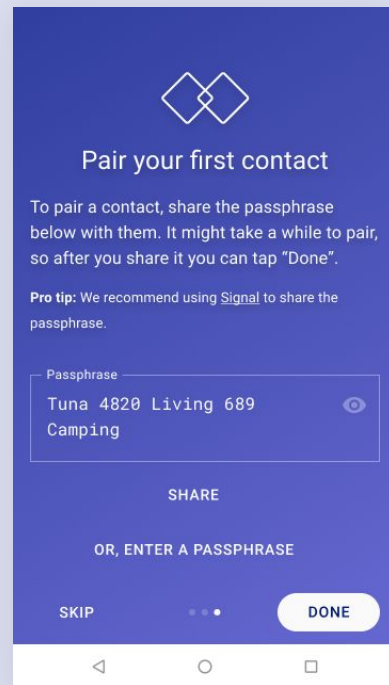 Pair your first contact
To pair a contact, share the passphrase
below with them. It might take a while to pair,
so after you share it you can tap “Done”.
Pro tip: We recommend using Signal to share the
passphrase.
Passphrase
Tuna 4820 Living 689
Camping
SHARE
OR, ENTER A PASSPHRASE
SKIP
DONE